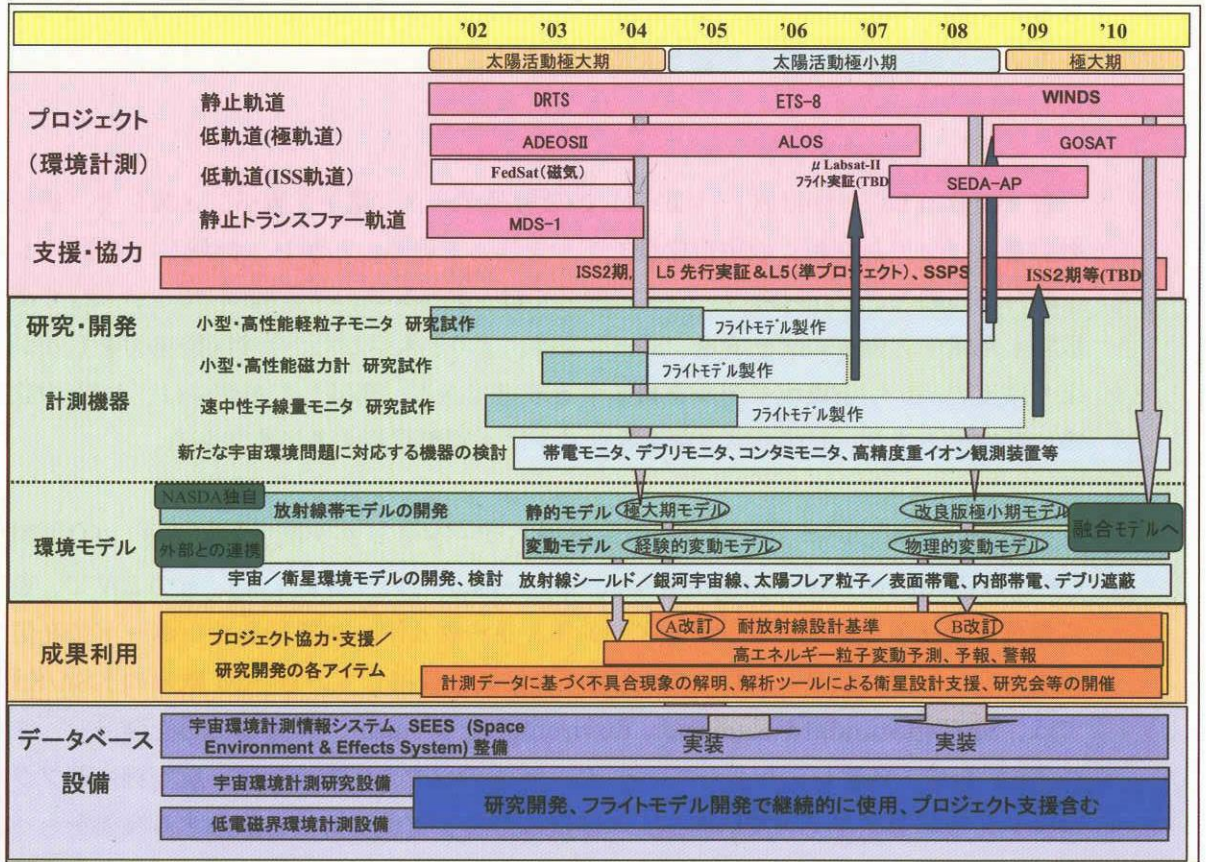 '02 '03 '04 '05 '06 '07 '08 '09 '10
太陽活動極大期 太陽活動極小期 極大期
プロジェクト
(環境計測)
静止軌道 DRTS ETS-8 WINDS
低軌道(極軌道) ADEOSII ALOS GOSAT
低軌道(ISS軌道) FedSat(磁気)
μLabsat-II
フライト実証(TBD
SEDA-AP
静止トランスファー軌道 MDS-1
支援・協力
ISS2期, L5 先行実証&L5(準プロジェクト)、SSPS ISS2期等(TBD
研究・開発
計測機器
小型・高性能軽粒子モニタ 研究試作 フライトモデル製作
小型・高性能磁力計 研究試作 フライトモデル製作
速中性子線量モニタ 研究試作 フライトモデル製作
新たな宇宙環境問題に対応する機器の検討 帯電モニタ、デブリモニタ、コンタミモニタ、高精度重イオン観測装置等
環境モデル
NASDA独自
放射線帯モデルの開発 静的モデル 極大期モデル 改良版極小期モデル
融合モデルへ
外部との連携
変動モデル 経験的変動モデル 物理的変動モデル
宇宙/衛星環境モデルの開発、検討 放射線シールド/銀河宇宙線、太陽フレア粒子/表面帯電、内部帯電、デブリ遮蔽
成果利用
プロジェクト協力・支援/
研究開発の各アイテム
A改訂 耐放射線設計基準 B改訂
高エネルギー粒子変動予測、予報、警報
計測データに基づく不具合現象の解明、解析ツールによる衛星設計支援、研究会等の開催
データベース
設備
宇宙環境計測情報システム SEES (Space
Environment & Effects System) 整備
実装 実装
宇宙環境計測研究設備
低電磁界環境計測設備
研究開発、フライトモデル開発で継続的に使用、プロジェクト支援含む